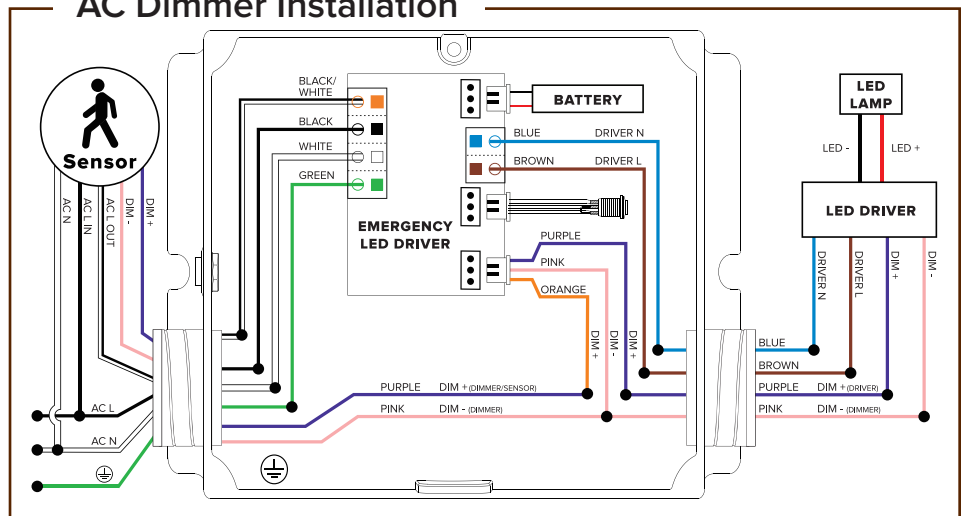 AC Dimmer Installation
BLACK/
WHITE
BLACK
WHITE
GREEN
BATTERY
BLUE
DRIVER N
BROWN
DRIVER L
EMERGENCY
LED DRIVER
PURPLE
PINK
ORANGE
Sensor
AC N
AC L IN
AC L OUT
DIM -
DIM +
LED
LAMP
LED -
LED +
LED DRIVER
DRIVER N
DRIVER L
DIM +
DIM -
DIM +
DIM -
DIM +
BLUE
BROWN
PURPLE
DIM + (DRIVER)
PINK
DIM - (DIMMER)
PURPLE
DIM + (DIMMER/SENSOR)
PINK
DIM - (DIMMER)
AC L
AC N